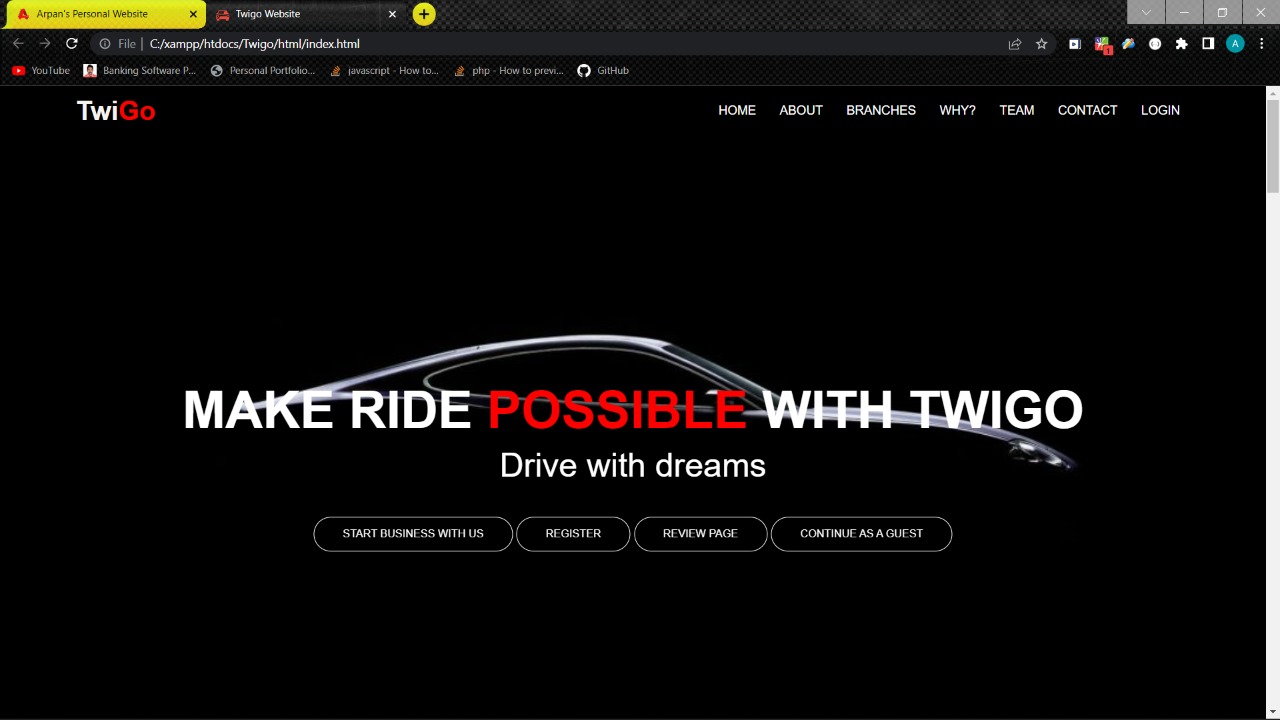 Arpan's Personal Website
Twigo Website
File
C:/xampp/htdocs/Twigo/html/index.html
1
A
YouTube
Banking Software P...
Personal Portfolio...
javascript - How to...
php - How to previ...
GitHub
TwiGo
HOME
ABOUT
BRANCHES
WHY?
TEAM
CONTACT
LOGIN
MAKE RIDE POSSIBLE WITH TWIGO
Drive with dreams
START BUSINESS WITH US
REGISTER
REVIEW PAGE
CONTINUE AS A GUEST